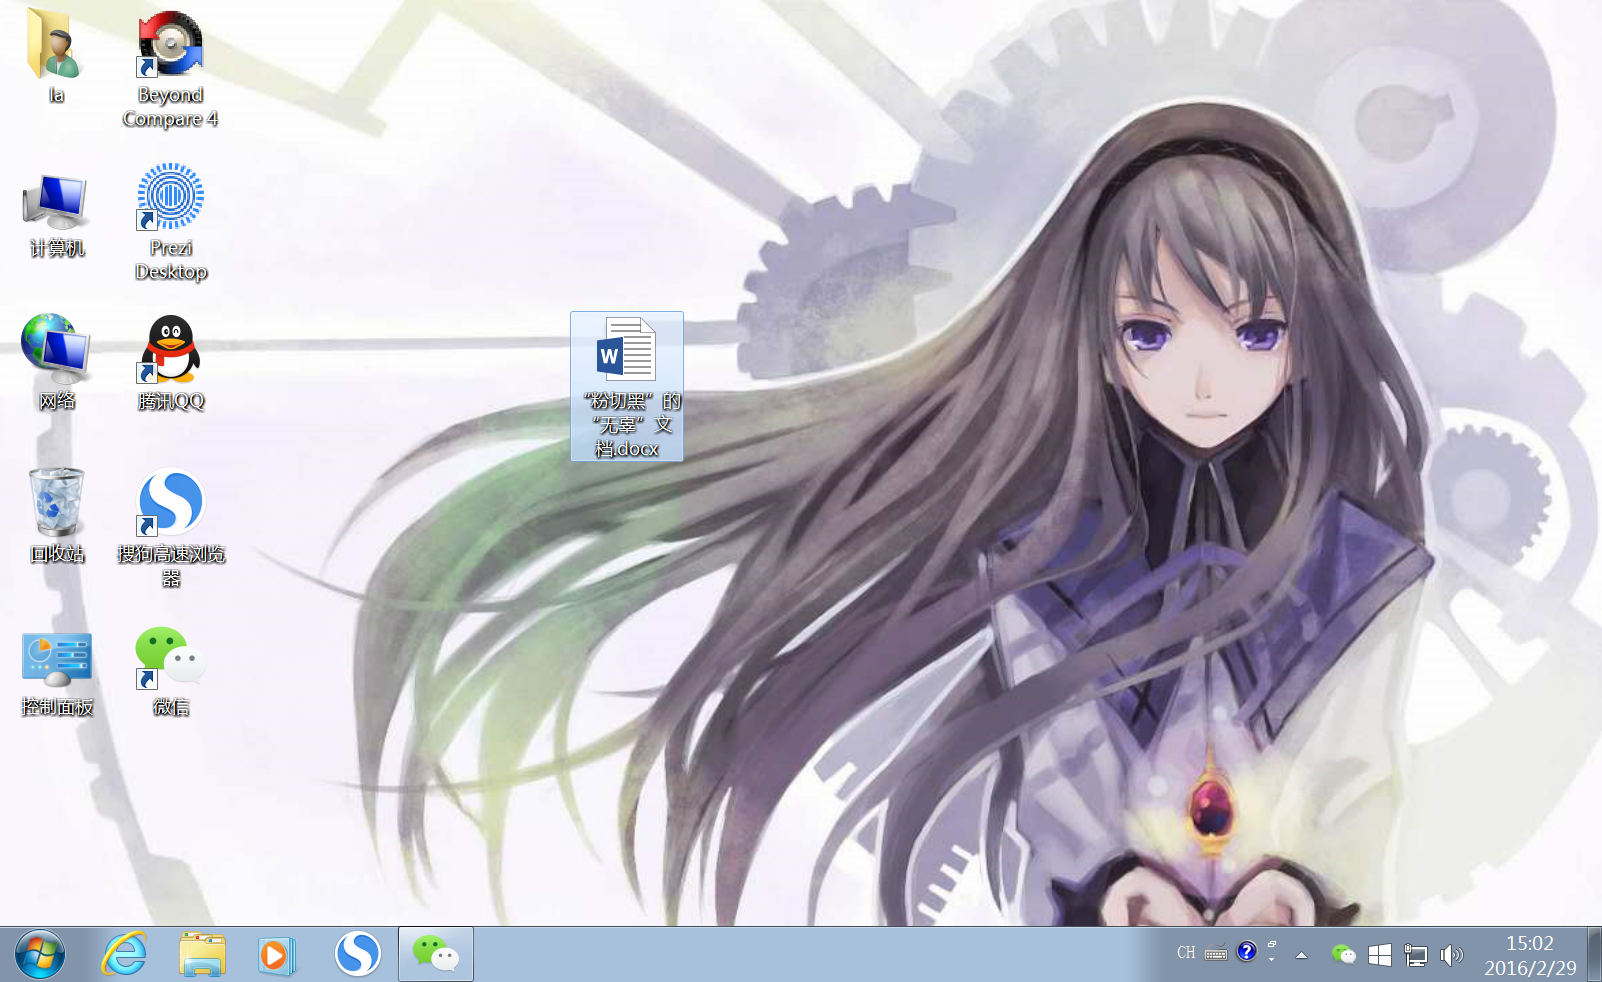 la
Beyond
Compare 4
计算机
Prezi
Desktop
网络
腾讯QQ
W
“粉切黑”的
“无辜”文
档.docx
回收站
搜狗高速浏览
器
控制面板
微信
CH
15:02
2016/2/29